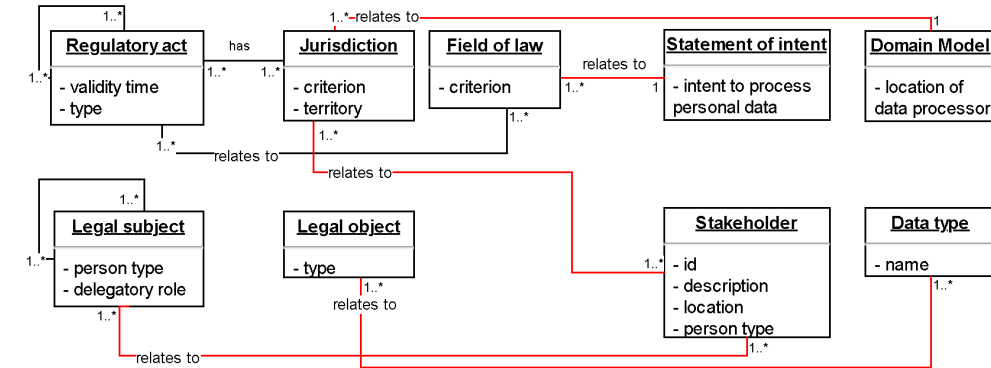 1..*
1..*
relates to
1
Regulatory act
- validity time
- type
has
1..*
1..*
Jurisdiction
- criterion
- territory
Field of law
- criterion
relates to
1..*
1
Statement of intent
- intent to process
personal data
Domain Model
- location of
data processor
1..*
1..*
1..*
relates to
relates to
1..*
1..*
Legal subject
- person type
- delegatory role
Legal object
- type
1..*
Stakeholder
- id
- description
- location
- person type
Data type
- name
1..*
1..*
1..*
relates to
1..*
relates to
1..*